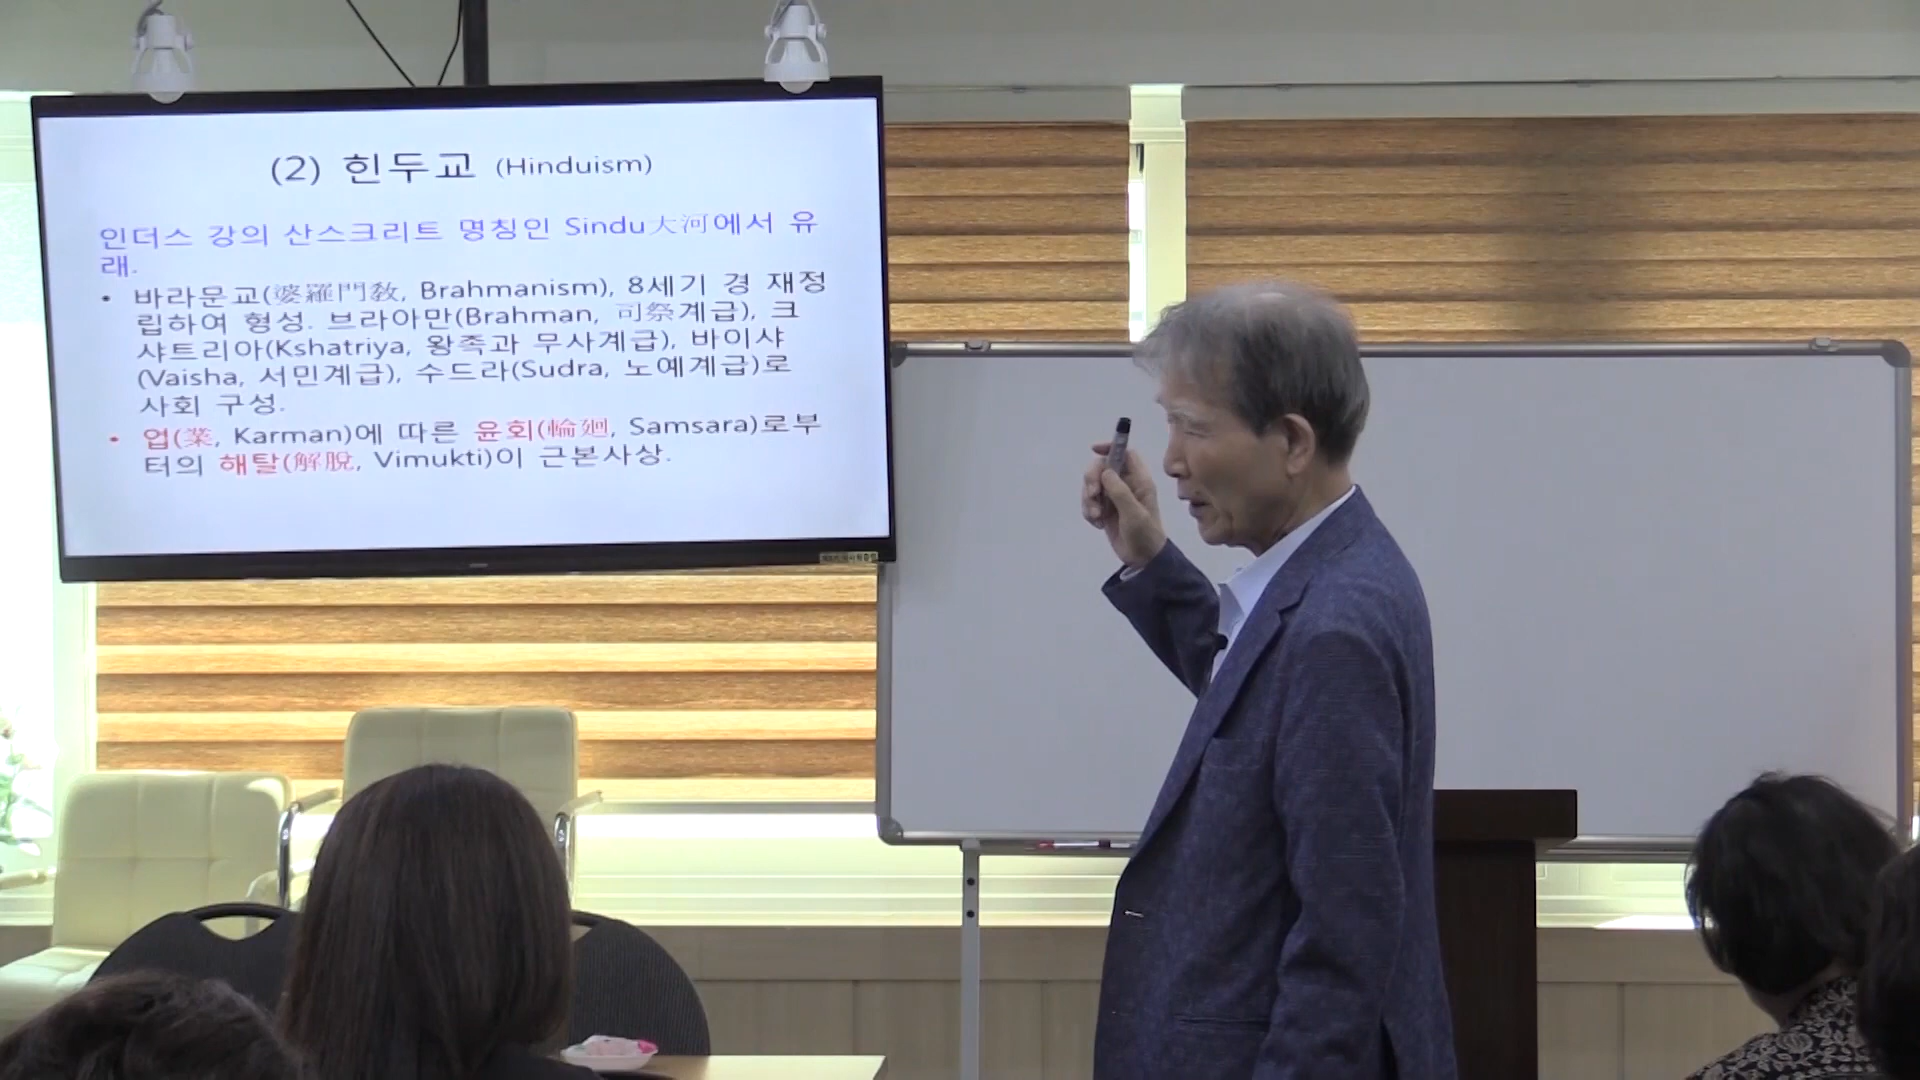 (2) 힌두교 (Hinduism)
인더스 강의 산스크리트 명칭인 Sindu大河에서 유
래.
• 바라문교(婆羅門敎, Brahmanism), 8세기 경 재정
립하여 형성. 브라아만(Brahman, 司祭계급), 크
샤트리아(Kshatriya, 왕족과 무사계급), 바이샤
(Vaisha, 서민계급), 수드라(Sudra, 노예계급)로
사회 구성.
• 업(業, Karman)에 따른 윤회(輪廻, Samsara)로부
터의 해탈(解脫, Vimukti)이 근본사상.